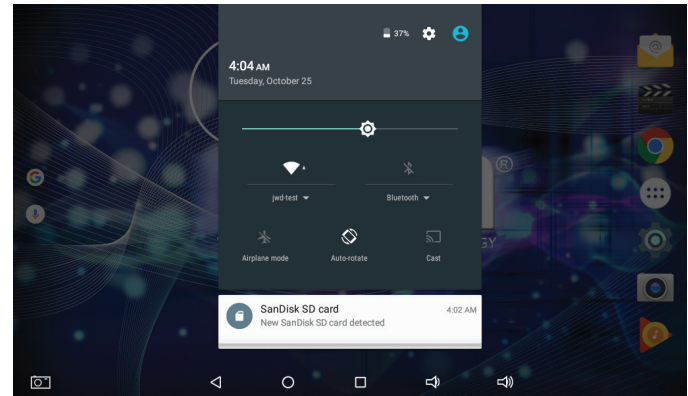 37%
4:04 AM
Tuesday, October 25
jwd-test
Bluetooth
Airplane mode
Auto-rotate
Cast
SanDisk SD card
4:02 AM
New SanDisk SD card detected
®
GY